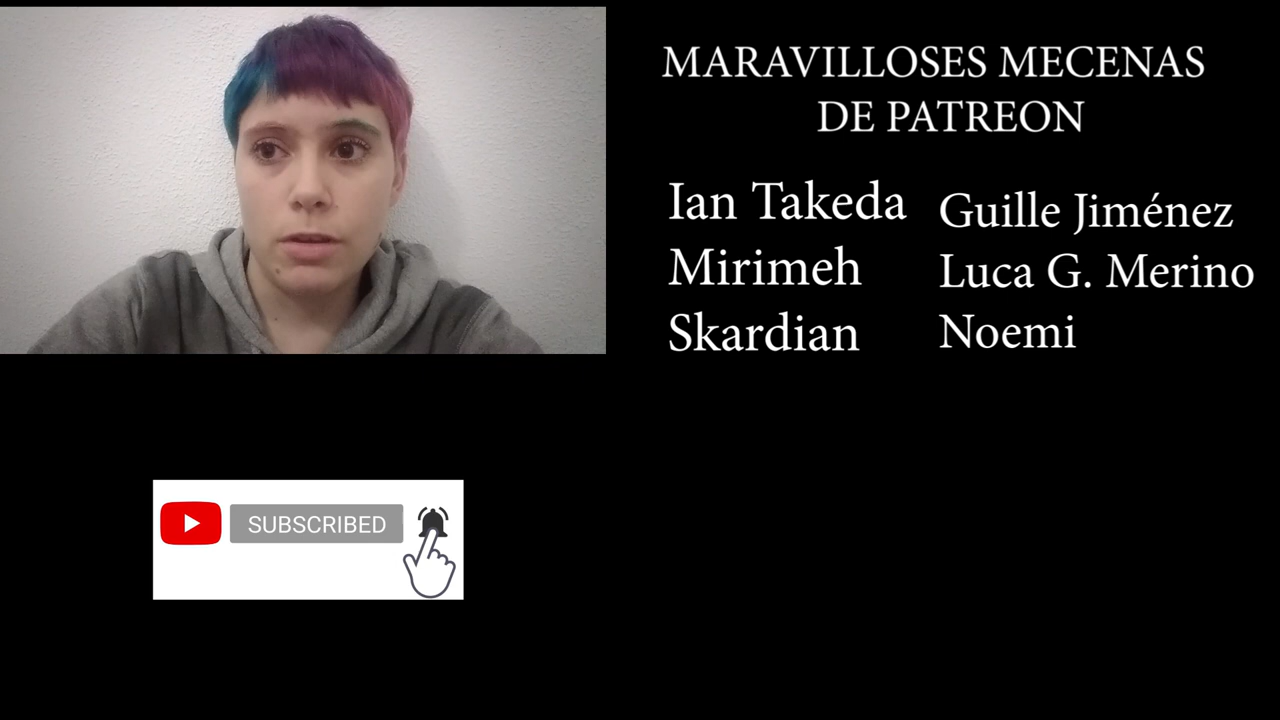 MARAVILLOSES MECENAS
DE PATREON
Ian Takeda
Mirimeh
Skardian
Guille Jiménez
Luca G. Merino
Noemi
SUBSCRIBED